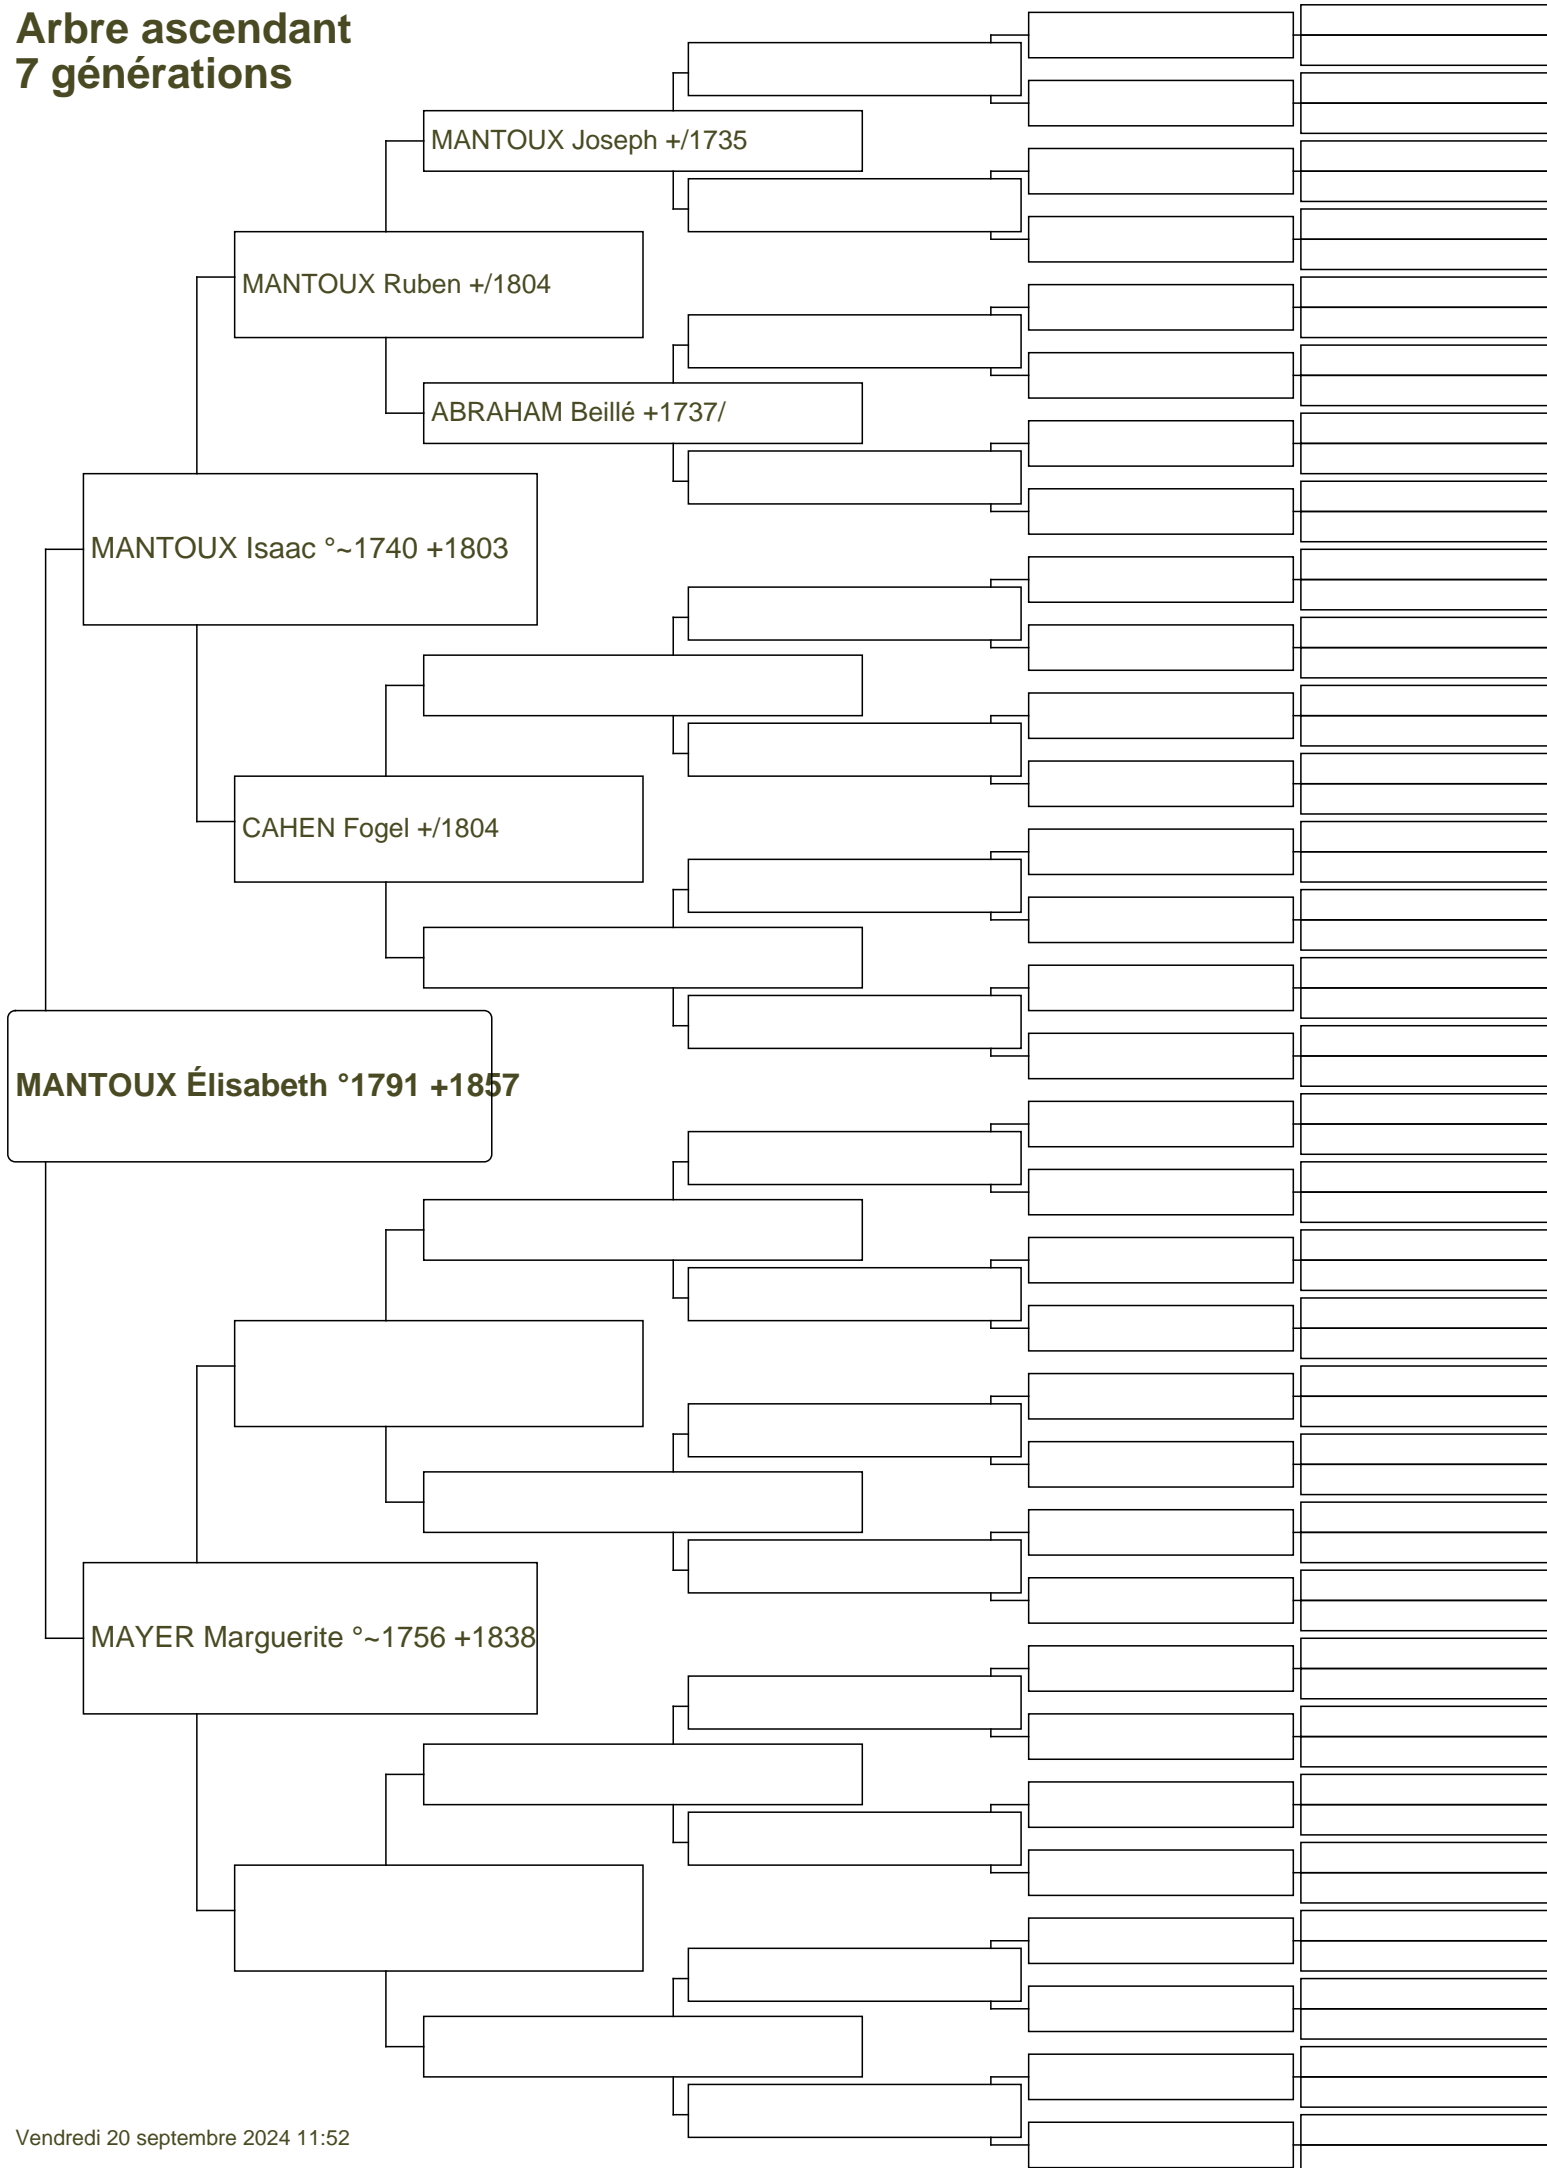 Arbre ascendant
7 générations
MANTOUX Joseph +/1735
MANTOUX Ruben +/1804
ABRAHAM Beillé +1737/
MANTOUX Isaac °~1740 +1803
CAHEN Fogel +/1804
MANTOUX Élisabeth °1791 +1857
MAYER Marguerite °~1756 +1838
Vendredi 20 septembre 2024 11:52